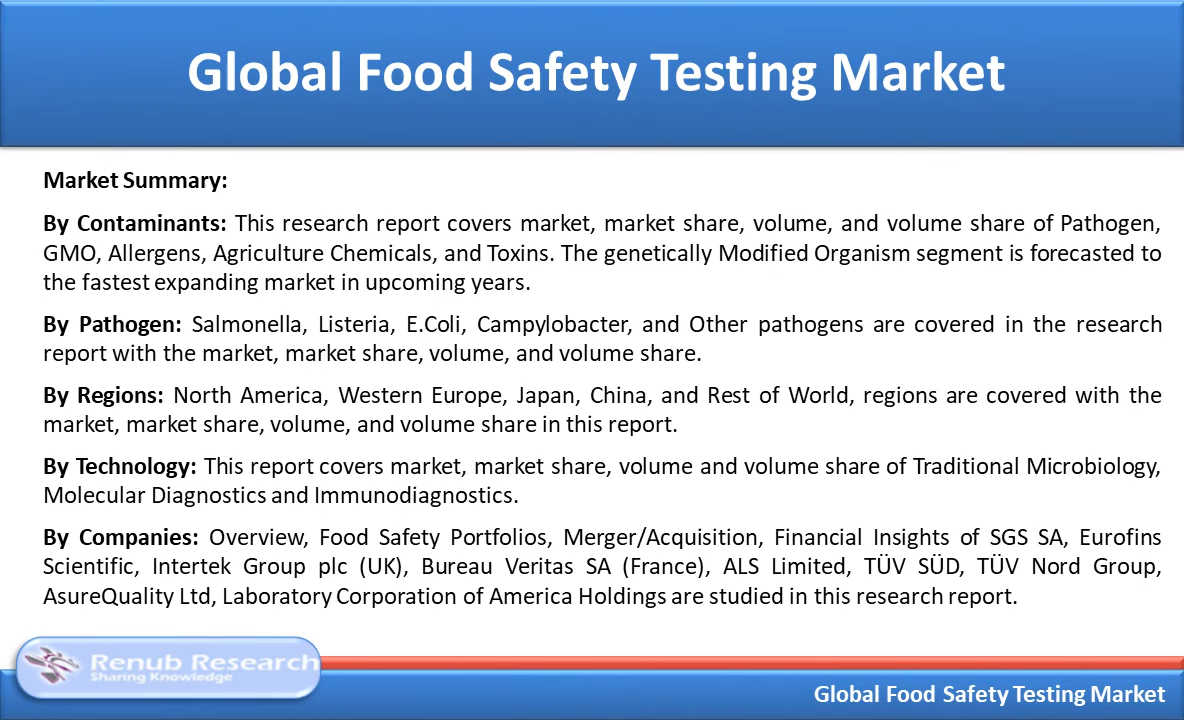 Global Food Safety Testing Market
Market Summary:
By Contaminants: This research report covers market, market share, volume, and volume share of Pathogen,
GMO, Allergens, Agriculture Chemicals, and Toxins. The genetically Modified Organism segment is forecasted to
the fastest expanding market in upcoming years.
By Pathogen: Salmonella, Listeria, E.Coli, Campylobacter, and Other pathogens are covered in the research
report with the market, market share, volume, and volume share.
By Regions: North America, Western Europe, Japan, China, and Rest of World, regions are covered with the
market, market share, volume, and volume share in this report.
By Technology: This report covers market, market share, volume and volume share of Traditional Microbiology,
Molecular Diagnostics and Immunodiagnostics.
By Companies: Overview, Food Safety Portfolios, Merger/Acquisition, Financial Insights of SGS SA, Eurofins
Scientific, Intertek Group plc (UK), Bureau Veritas SA (France), ALS Limited, TÜV SÜD, TÜV Nord Group,
AsureQuality Ltd, Laboratory Corporation of America Holdings are studied in this research report.
Renub Research
Sharing Knowledge
Global Food Safety Testing Market